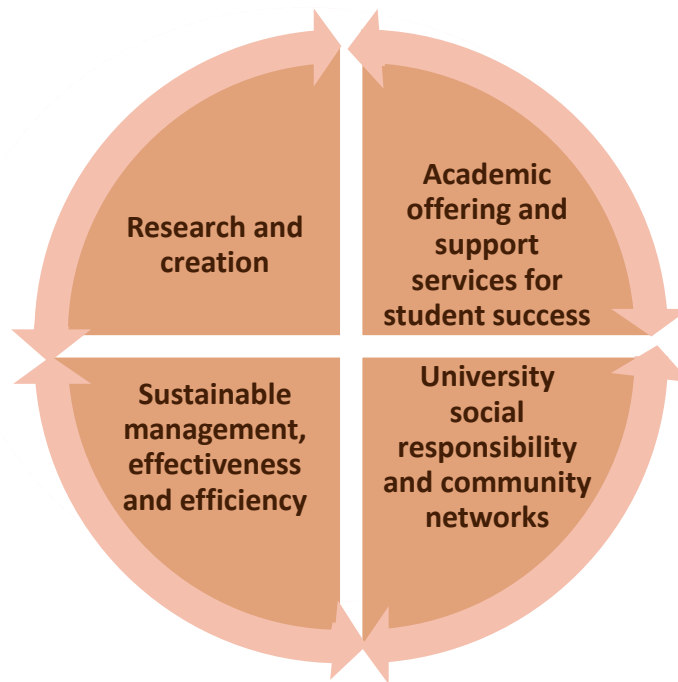 Research and
creation
Academic
offering and
support
services for
student success
Sustainable
management,
effectiveness
and efficiency
University
social
responsibility
and community
networks